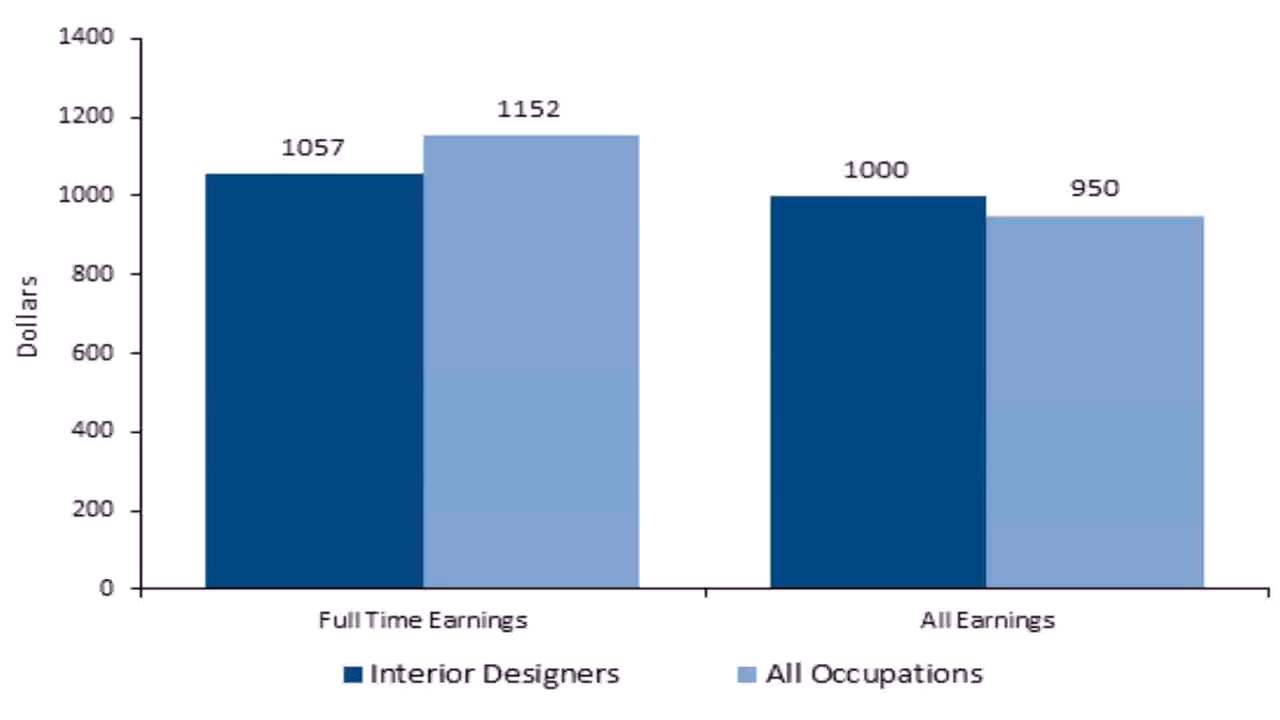 1400
1200
1000
800
600
400
200
0
Dollars
1057
1152
1000
950
Full Time Earnings
All Earnings
Interior Designers
All Occupations